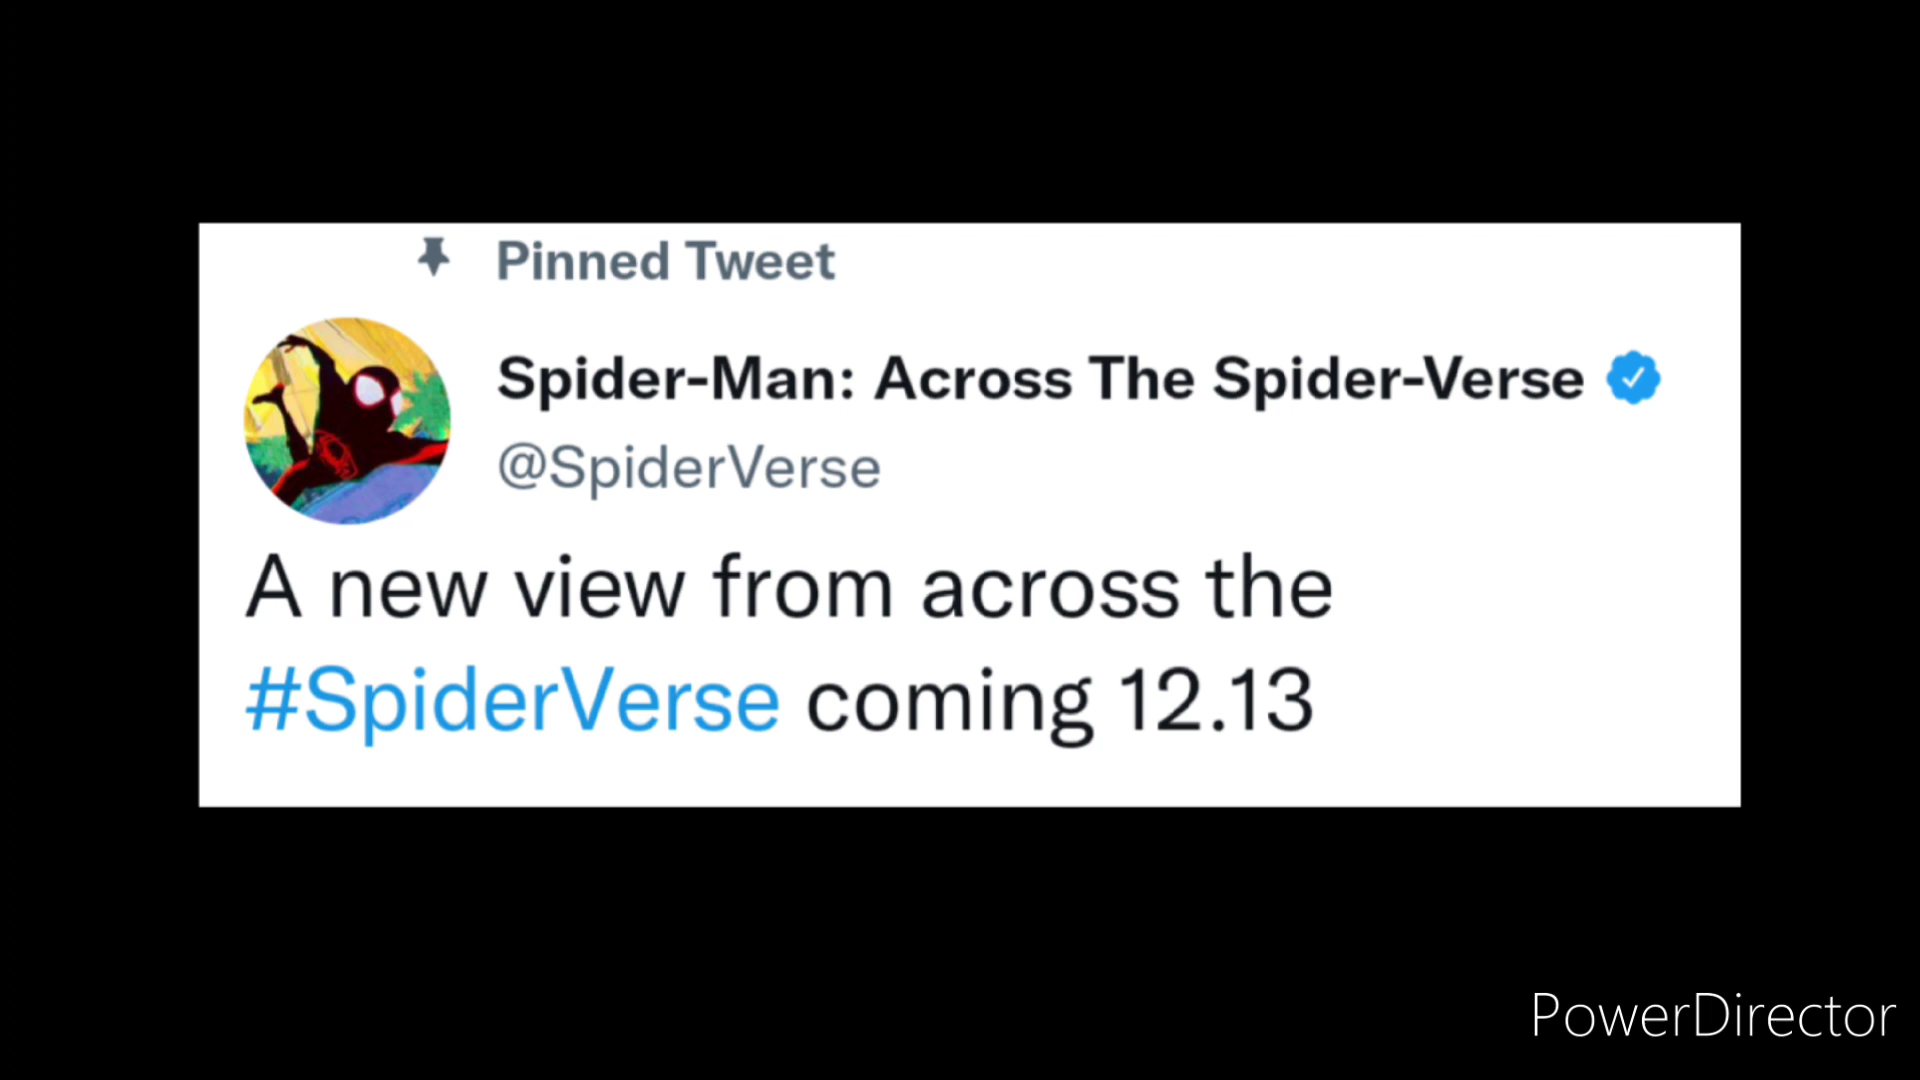 Pinned Tweet
Spider-Man: Across The Spider-Verse
@SpiderVerse
A new view from across the
#SpiderVerse coming 12.13
PowerDirector